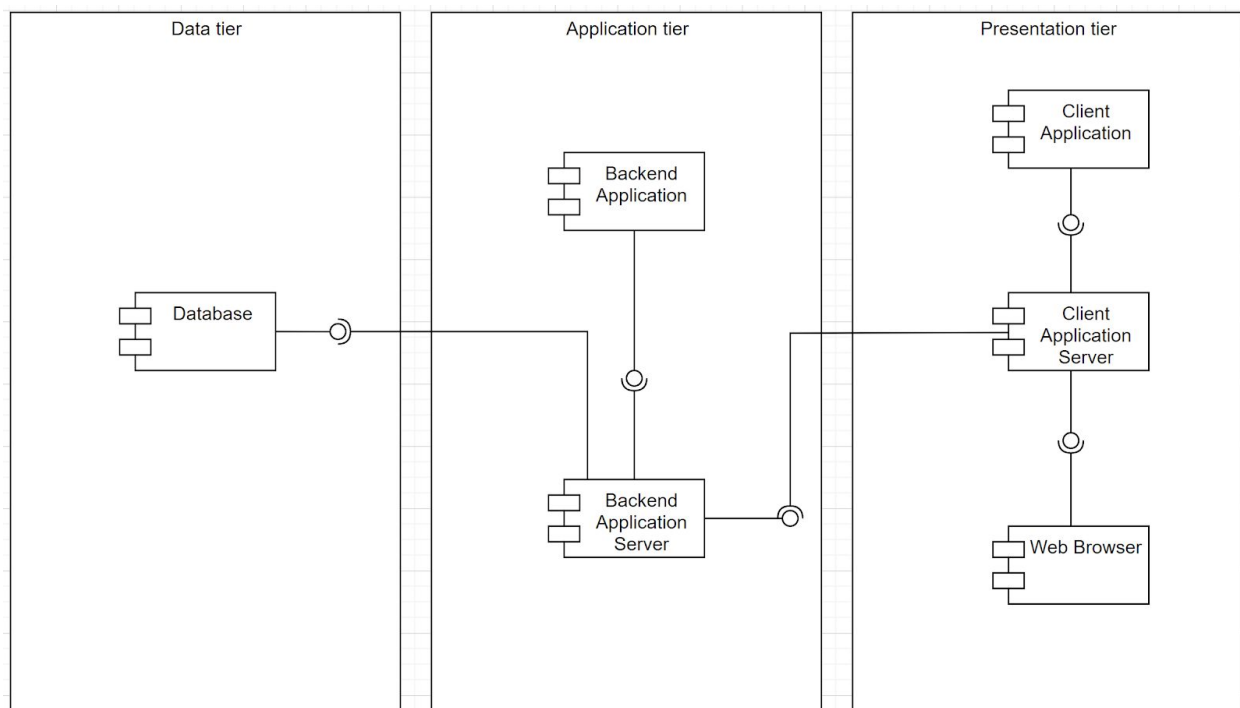 Data tier
Application tier
Presentation tier
Client
Application
Backend
Application
Database
Client
Application
Server
Backend
Application
Server
Web Browser